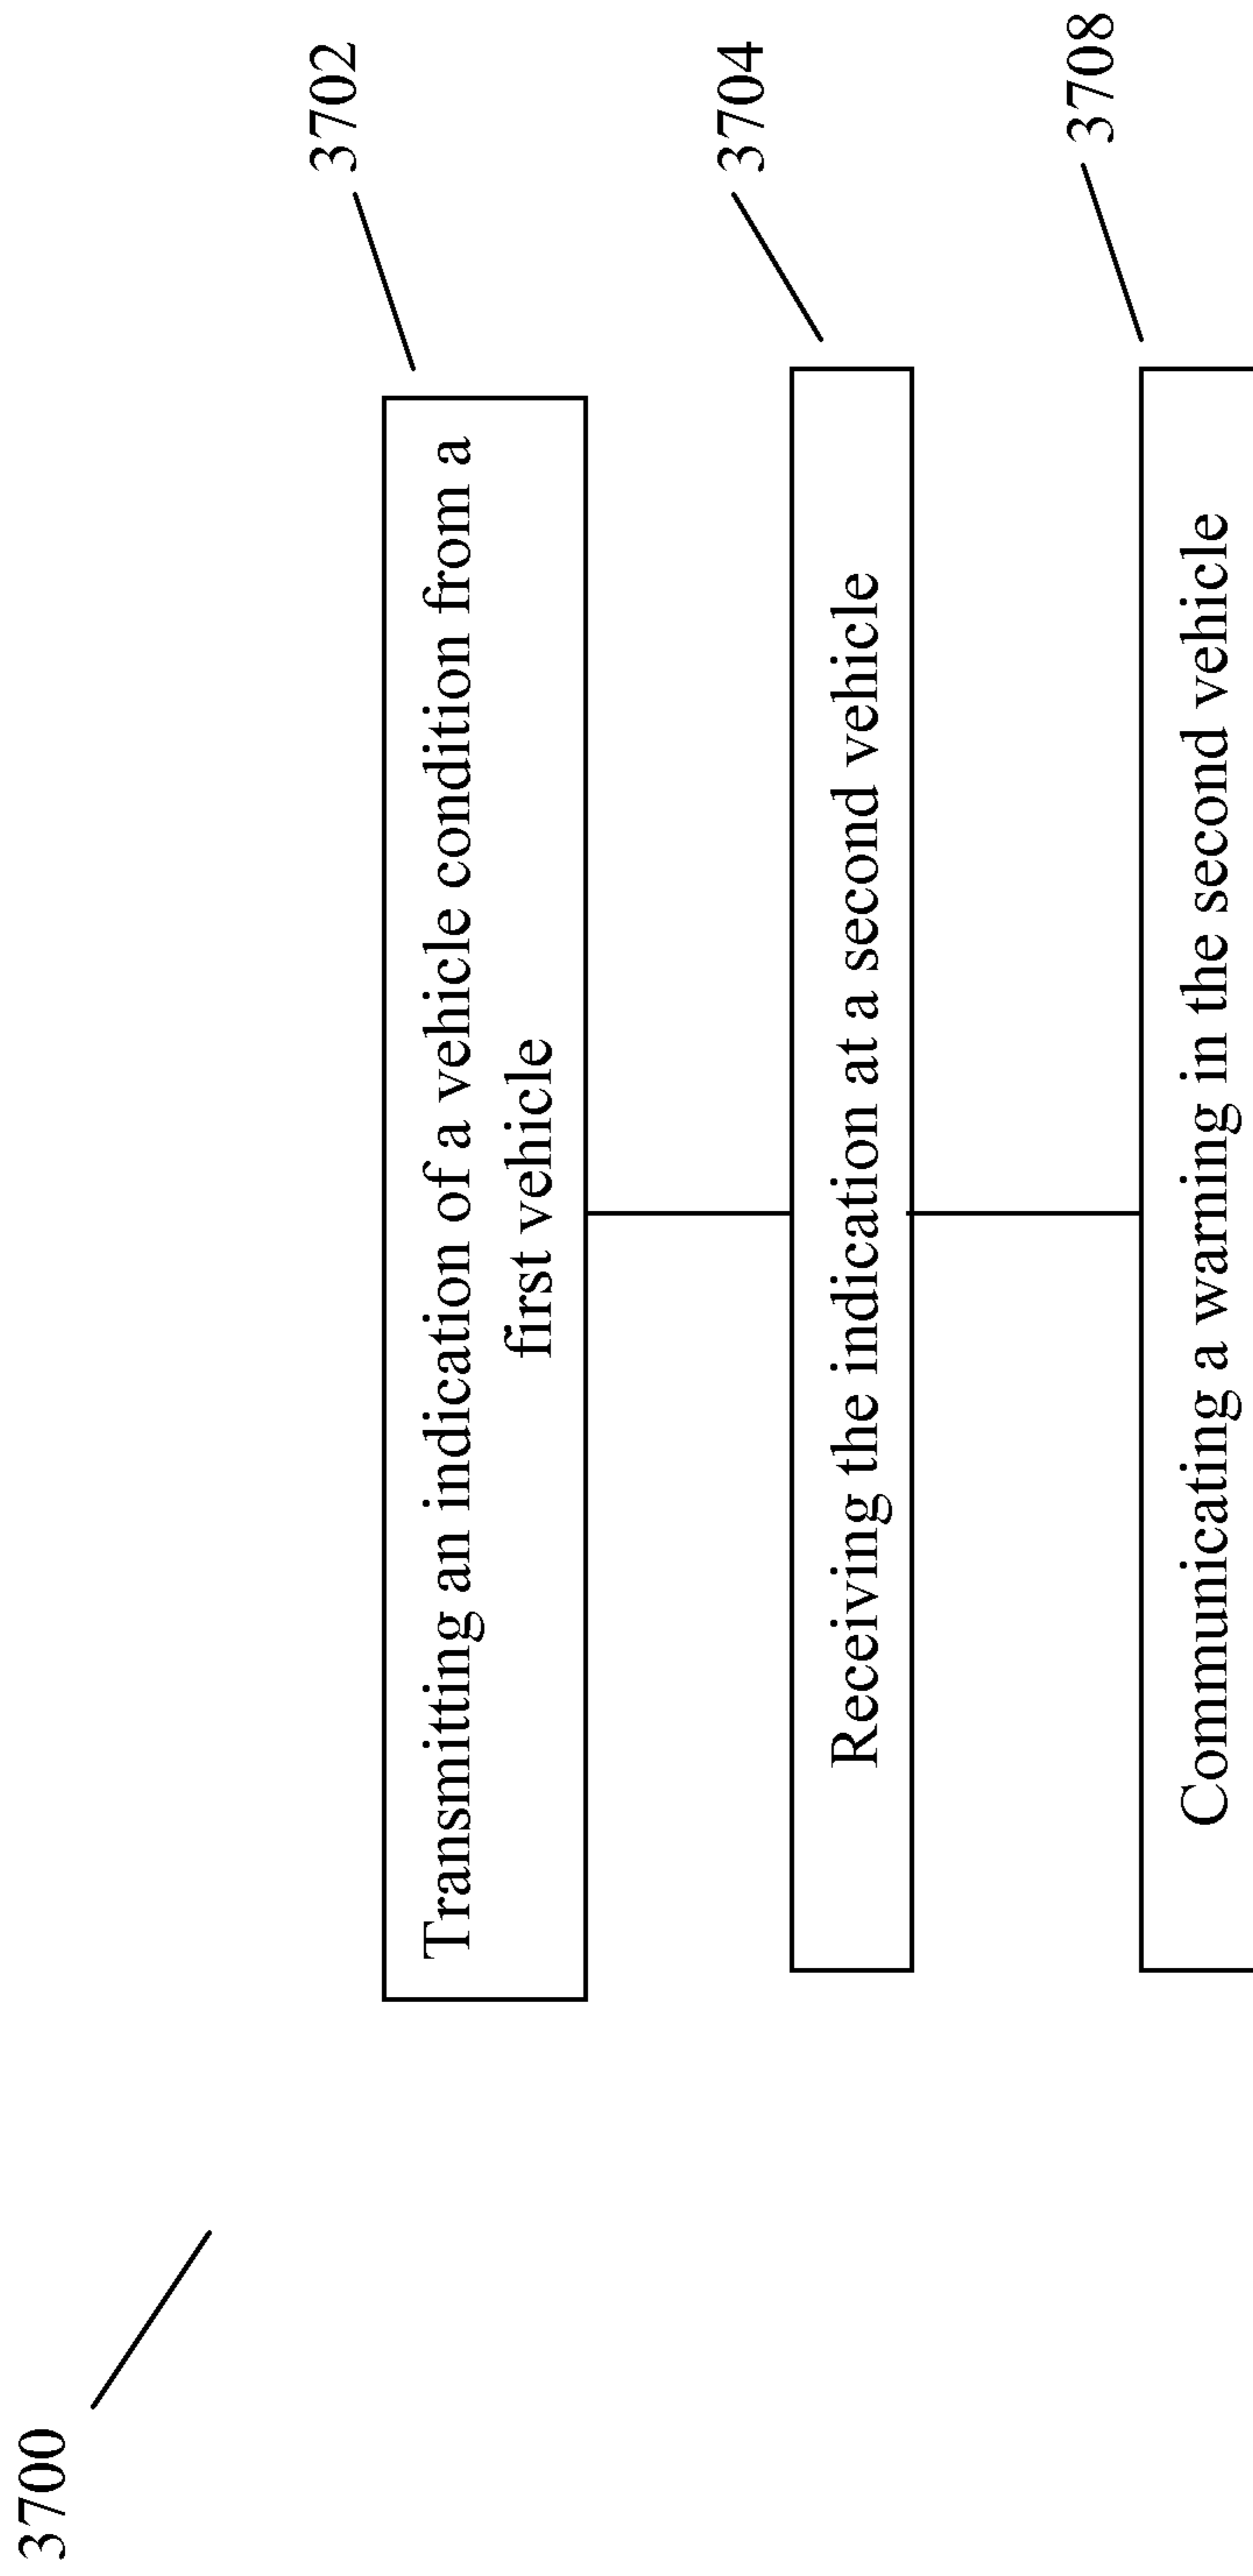 3700
3702
Transmitting an indication of a vehicle condition from a
first vehicle
3704
Receiving the indication at a second vehicle
3708
Communicating a warning in the second vehicle